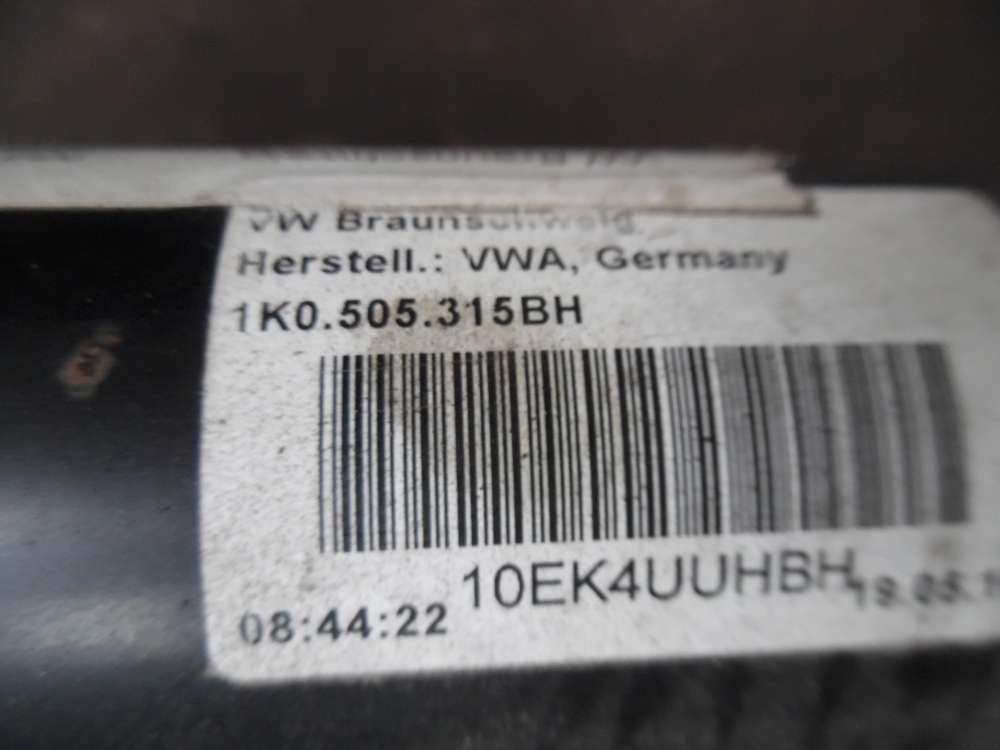 VW Braunschweig
Herstell.: VWA, Germany
1K0.505.315BH
10EK4UUHBH
08:44:22